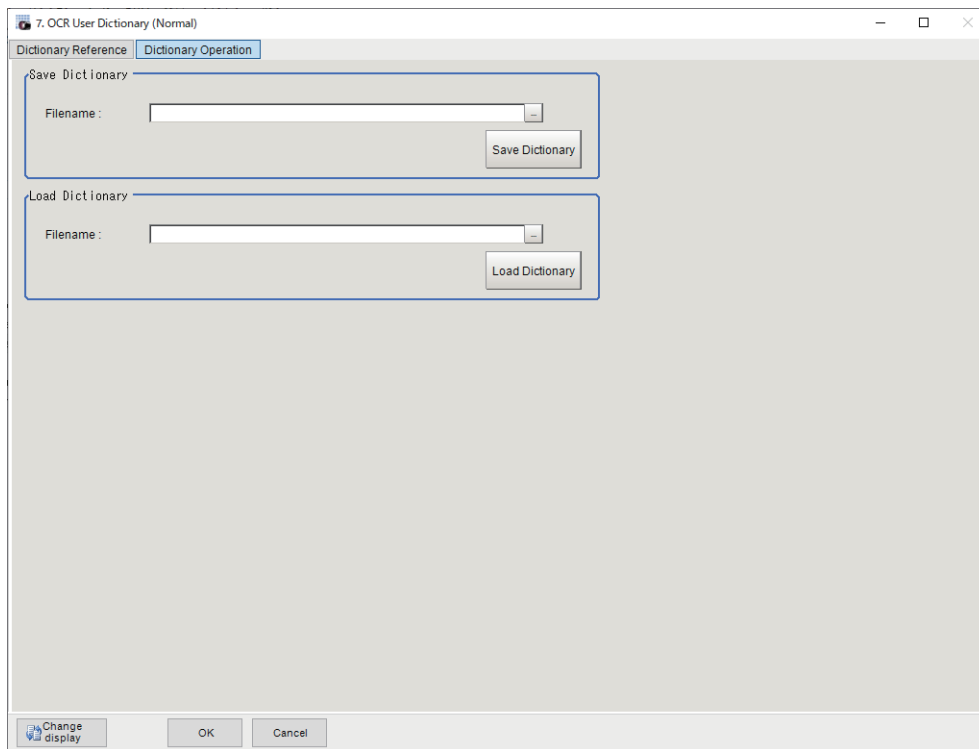 7. OCR User Dictionary (Normal)
Dictionary Reference Dictionary Operation
Save Dictionary
Filename :
...
Save Dictionary
Load Dictionary
Filename :
...
Load Dictionary
Change
display
OK
Cancel